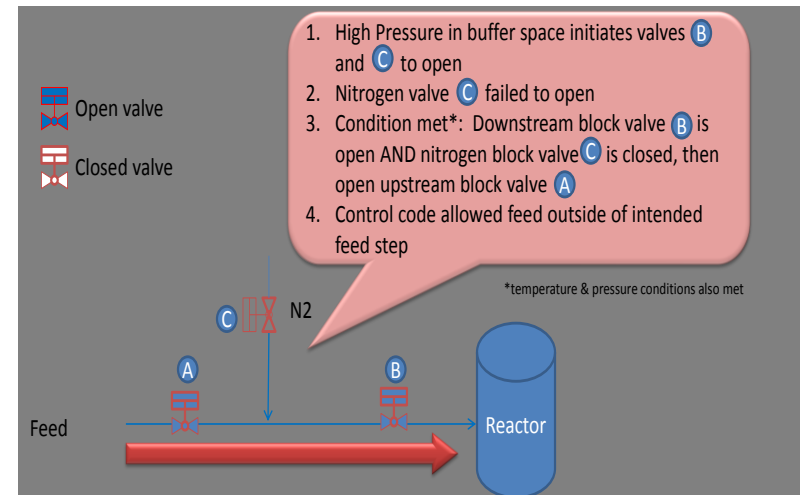 1. High Pressure in buffer space initiates valves B
and C to open
2. Nitrogen valve C failed to open
3. Condition met*: Downstream block valve B is
open AND nitrogen block valve C is closed, then
open upstream block valve A
4. Control code allowed feed outside of intended
feed step
Open valve
Closed valve
*temperature & pressure conditions also met
C
N2
A
B
Feed
Reactor